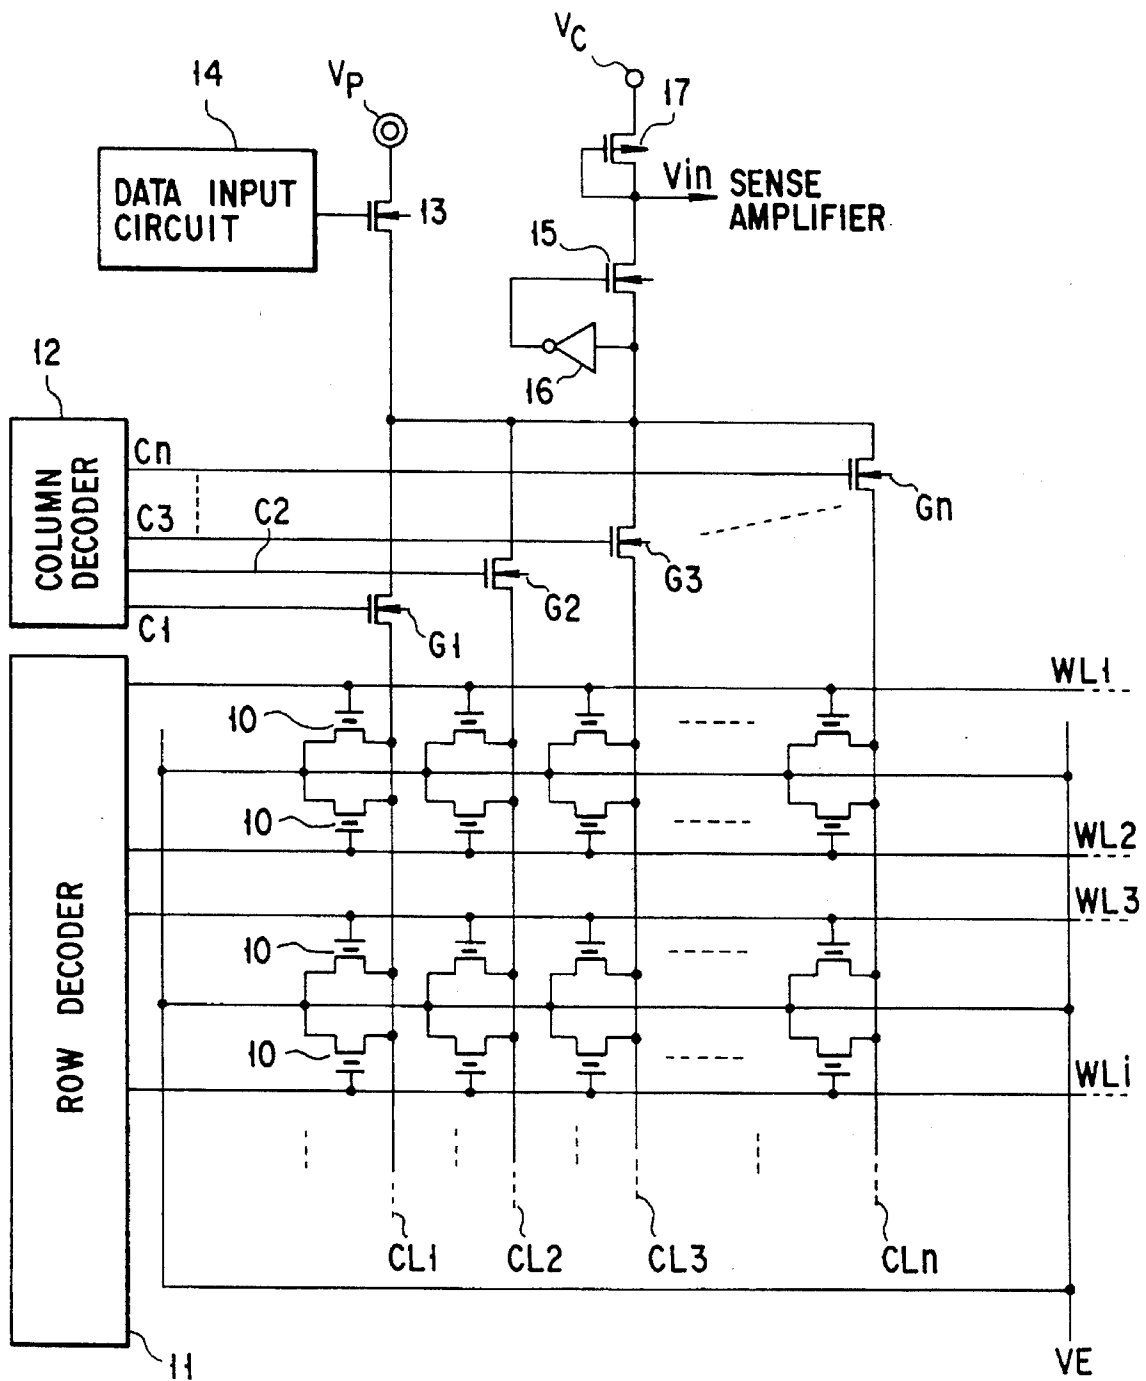 VC
14
VP
17
DATA INPUT
CIRCUIT
Vin
SENSE
AMPLIFIER
13
15
12
16
COLUMN
DECODER
Cn
C3
C2
C1
Gn
G3
G2
G1
WL1
10
10
WL2
WL3
10
ROW DECODER
10
WLi
CL1
CL2
CL3
CLn
11
VE